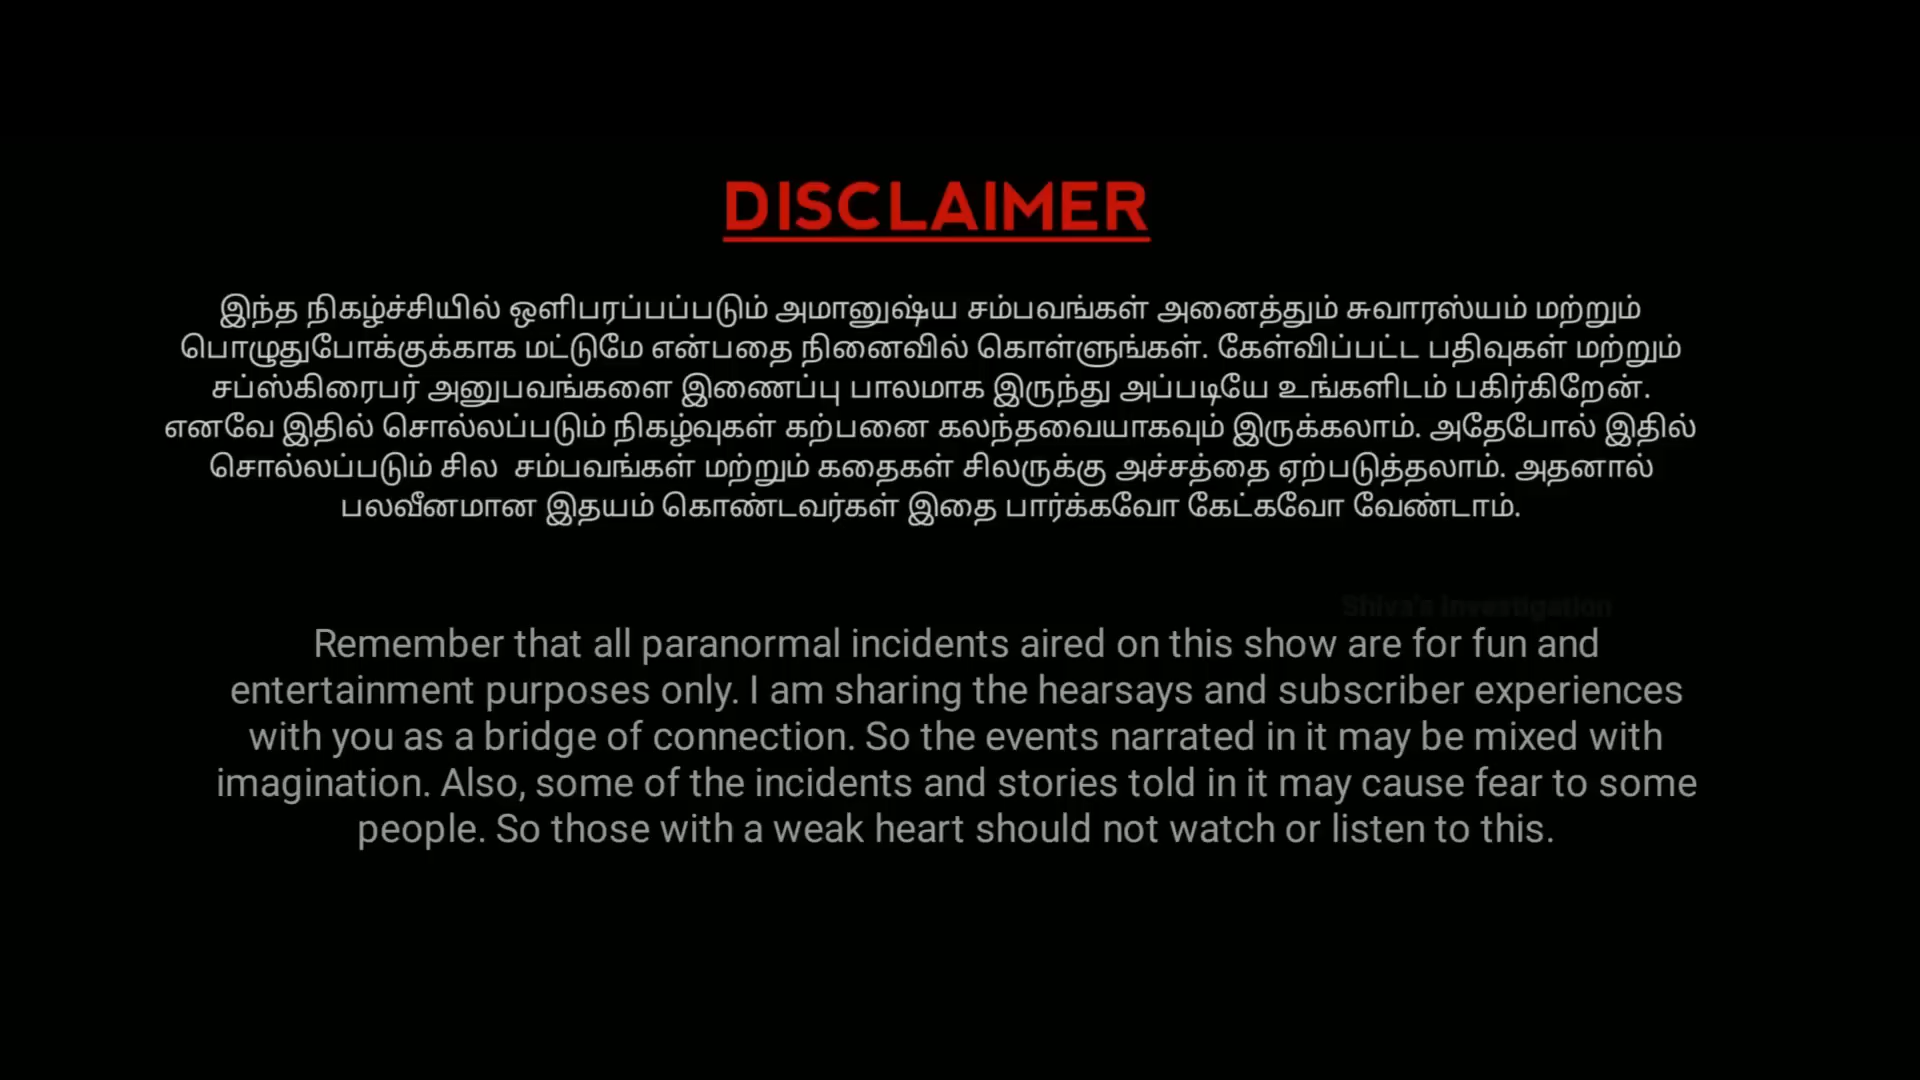 DISCLAIMER
இந்த நிகழ்ச்சியில் ஒளிபரப்பப்படும் அமானுஷ்ய சம்பவங்கள் அனைத்தும் சுவாரஸ்யம் மற்றும்
பொழுதுபோக்குக்காக மட்டுமே என்பதை நினைவில் கொள்ளுங்கள். கேள்விப்பட்ட பதிவுகள் மற்றும்
சப்ஸ்கிரைபர் அனுபவங்களை இணைப்பு பாலமாக இருந்து அப்படியே உங்களிடம் பகிர்கிறேன்.
எனவே இதில் சொல்லப்படும் நிகழ்வுகள் கற்பனை கலந்தவையாகவும் இருக்கலாம். அதேபோல் இதில்
சொல்லப்படும் சில சம்பவங்கள் மற்றும் கதைகள் சிலருக்கு அச்சத்தை ஏற்படுத்தலாம். அதனால்
பலவீனமான இதயம் கொண்டவர்கள் இதை பார்க்கவோ கேட்கவோ வேண்டாம்.
Shiva's investigation
Remember that all paranormal incidents aired on this show are for fun and
entertainment purposes only. I am sharing the hearsays and subscriber experiences
with you as a bridge of connection. So the events narrated in it may be mixed with
imagination. Also, some of the incidents and stories told in it may cause fear to some
people. So those with a weak heart should not watch or listen to this.